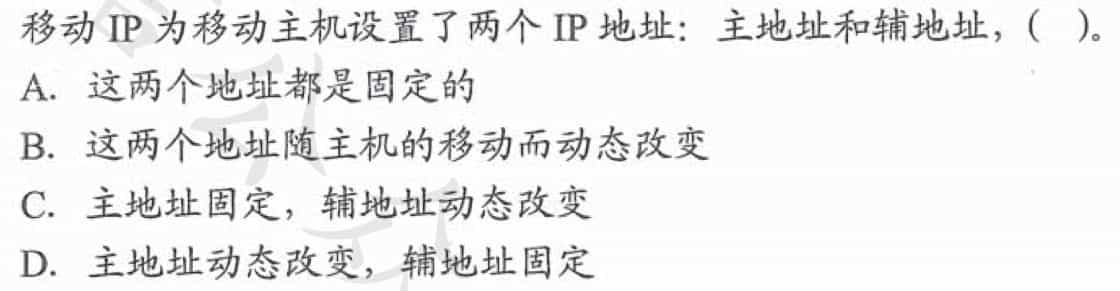 移动 IP 为移动主机设置了两个 IP 地址：主地址和辅地址，(  )。
A. 这两个地址都是固定的
B. 这两个地址随主机的移动而动态改变
C. 主地址固定，辅地址动态改变
D. 主地址动态改变，辅地址固定